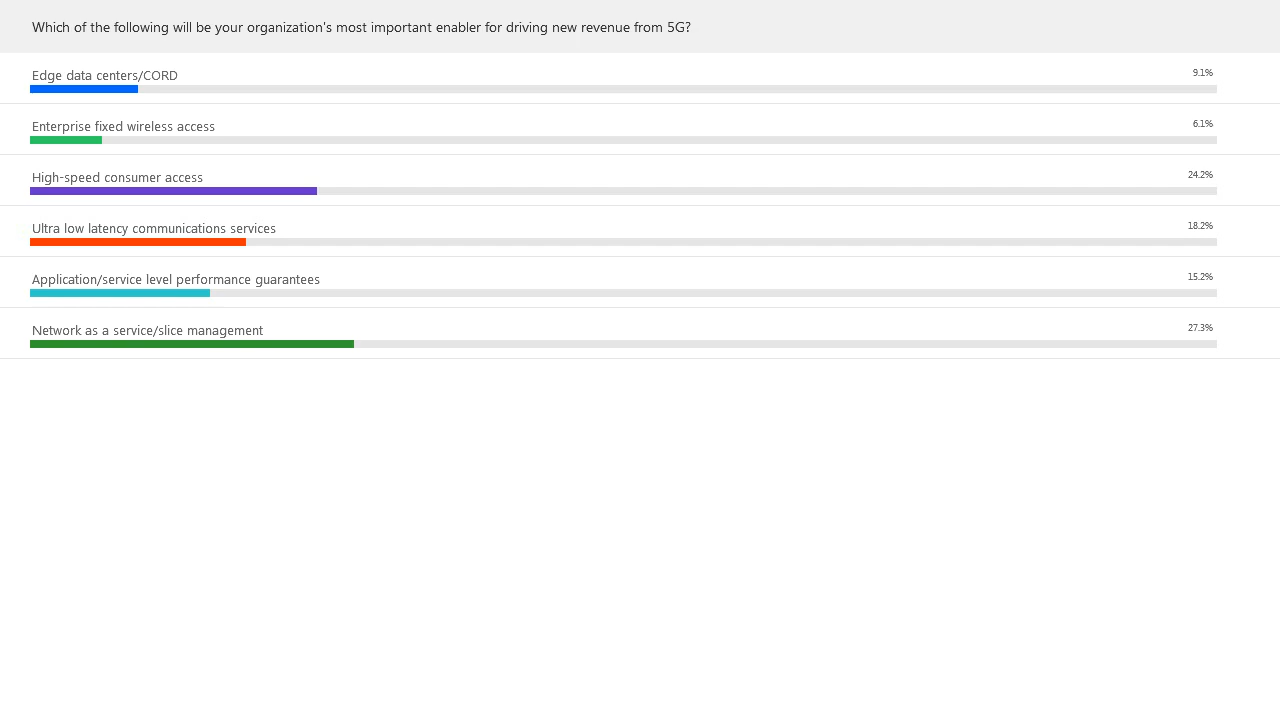 Which of the following will be your organization's most important enabler for driving new revenue from 5G?
Edge data centers/CORD
9.1%
Enterprise fixed wireless access
6.1%
High-speed consumer access
24.2%
Ultra low latency communications services
18.2%
Application/service level performance guarantees
15.2%
Network as a service/slice management
27.3%